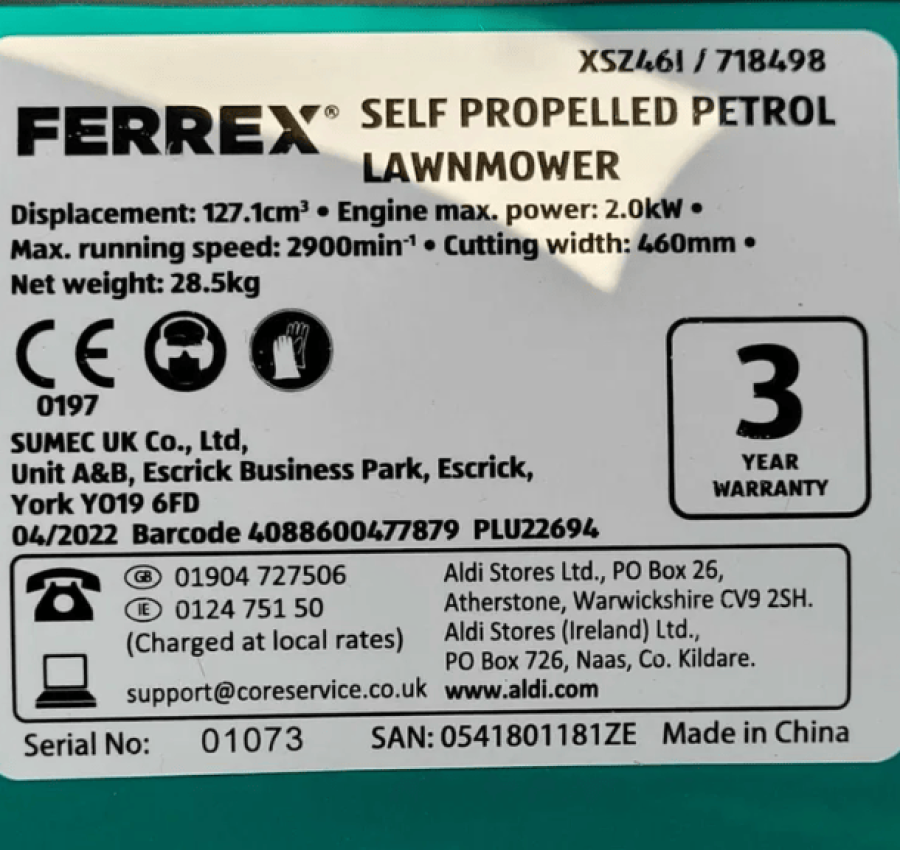 XSZ46I / 718498
FERREX® SELF PROPELLED PETROL
LAWNMOWER
Displacement: 127.1cm³ • Engine max. power: 2.0kW •
Max. running speed: 2900min⁻¹ • Cutting width: 460mm •
Net weight: 28.5kg
CE
0197
3
YEAR
WARRANTY
SUMEC UK Co., Ltd,
Unit A&B, Escrick Business Park, Escrick,
York YO19 6FD
04/2022 Barcode 4088600477879 PLU22694
GB 01904 727506
IE 0124 751 50
(Charged at local rates)
support@coreservice.co.uk
Aldi Stores Ltd., PO Box 26,
Atherstone, Warwickshire CV9 2SH.
Aldi Stores (Ireland) Ltd.,
PO Box 726, Naas, Co. Kildare.
www.aldi.com
Serial No: 01073 SAN: 0541801181ZE Made in China